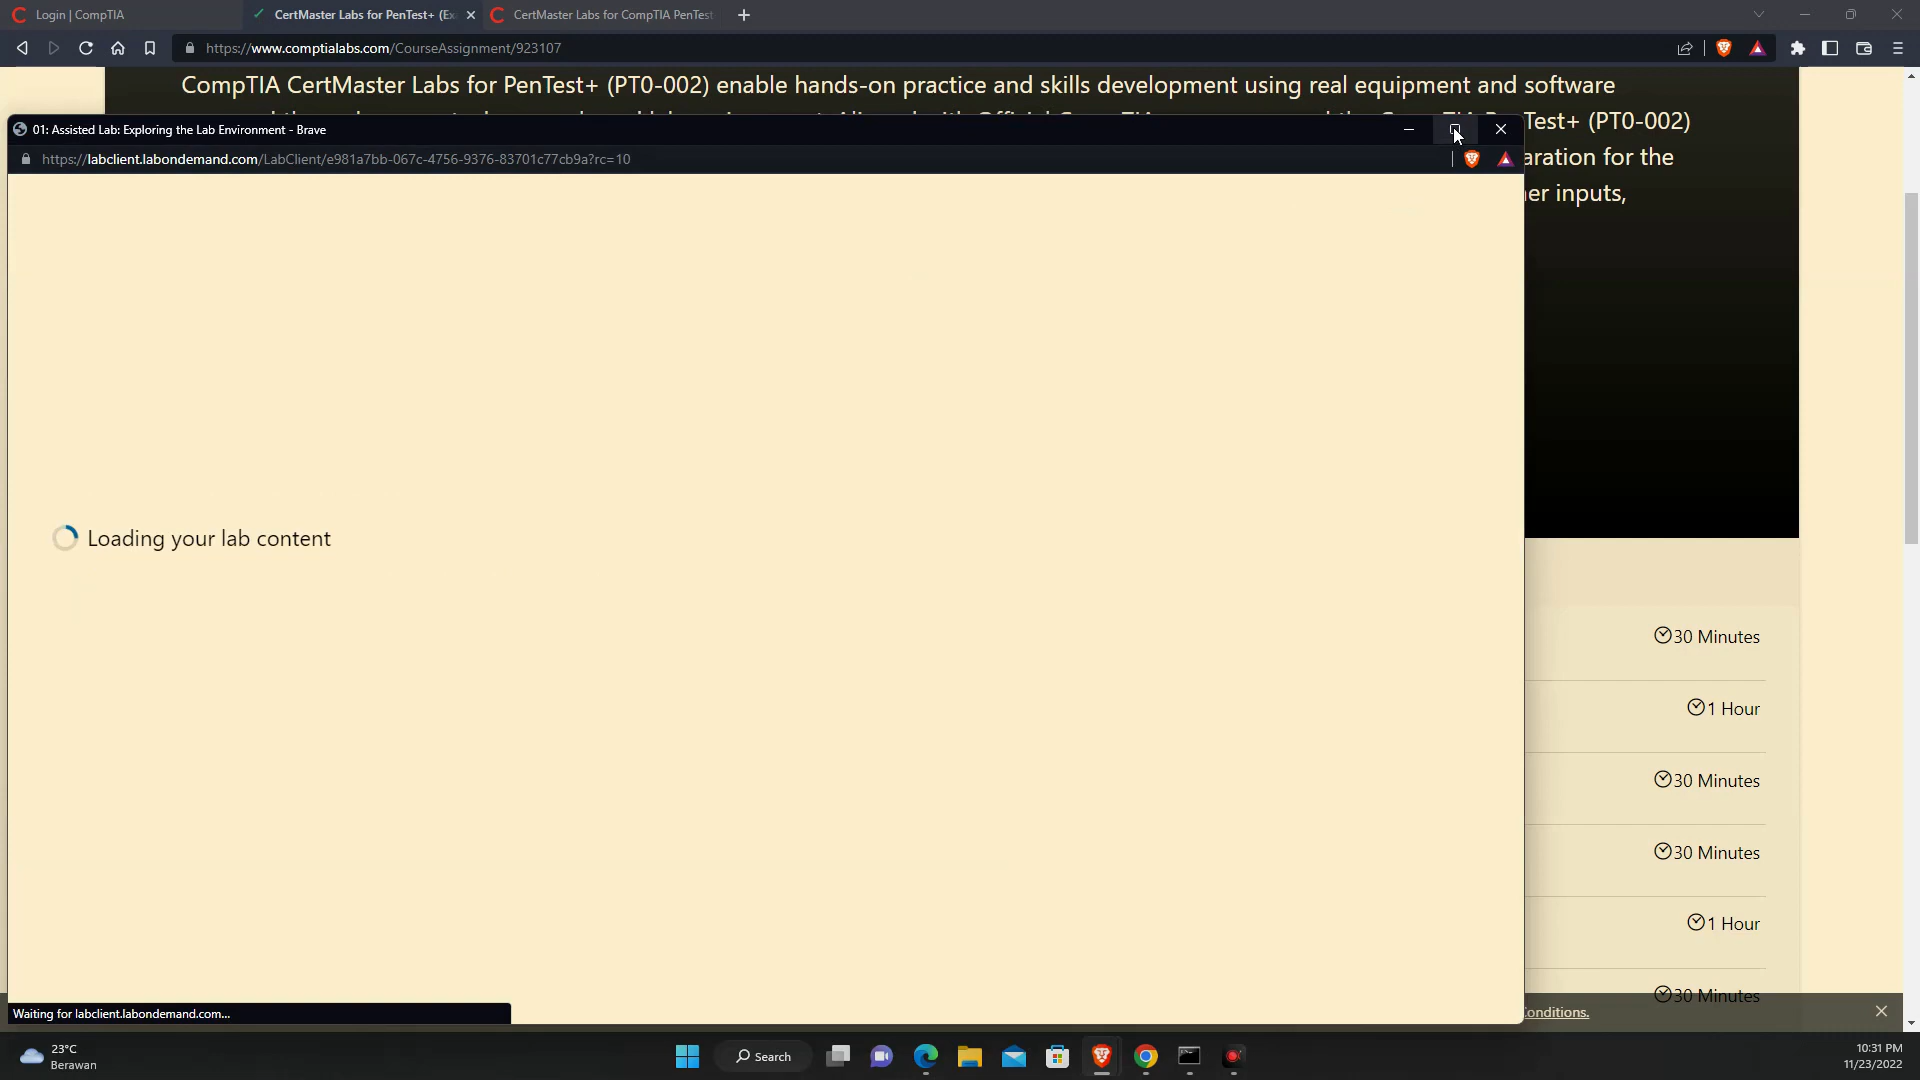 Login | CompTIA
CertMaster Labs for PenTest+ (Ex
CertMaster Labs for CompTIA PenTest
https://www.comptialabs.com/CourseAssignment/923107
CompTIA CertMaster Labs for PenTest+ (PT0-002) enable hands-on practice and skills development using real equipment and software
Test+ (PT0-002)
aration for the
er inputs,
01: Assisted Lab: Exploring the Lab Environment - Brave
https://labclient.labondemand.com/LabClient/e981a7bb-067c-4756-9376-83701c77cb9a?rc=10
Loading your lab content
30 Minutes
1 Hour
30 Minutes
30 Minutes
1 Hour
30 Minutes
onditions.
Waiting for labclient.labondemand.com...
23°C
Berawan
Search
10:31 PM
11/23/2022